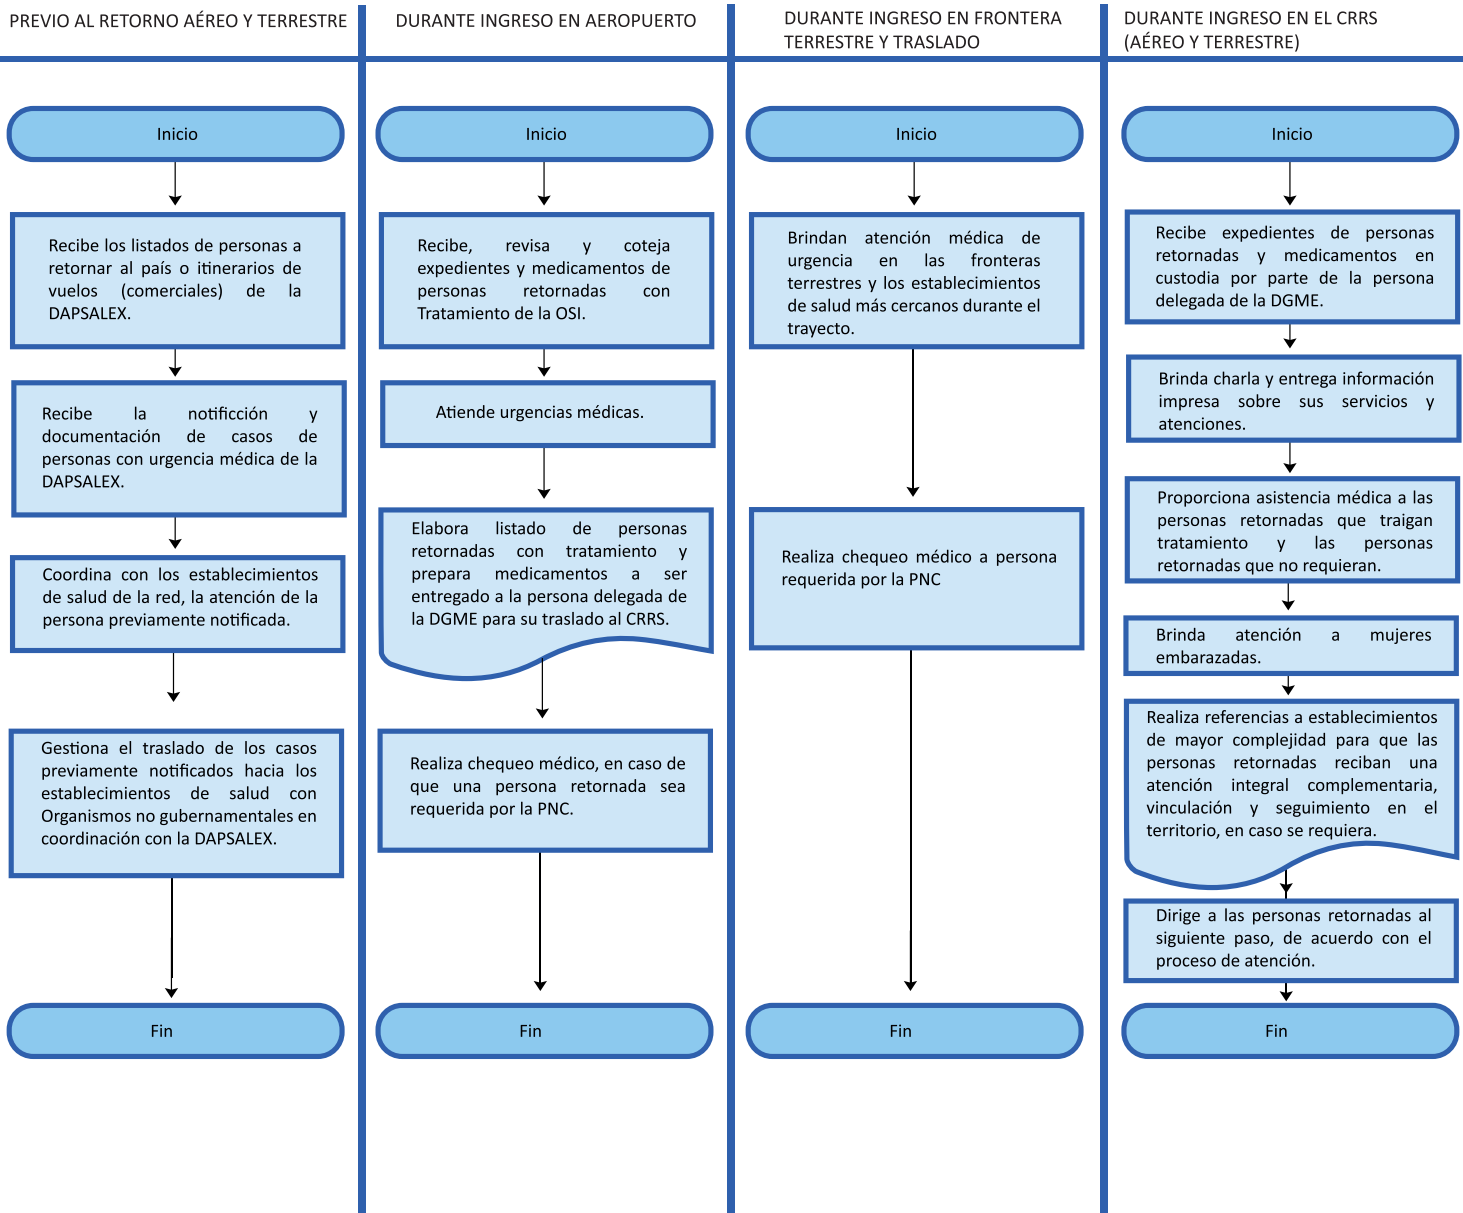 PREVIO AL RETORNO AÉREO Y TERRESTRE
Inicio
Recibe los listados de personas a
retornar al país o itinerarios de
vuelos (comerciales) de la
DAPSALEX.
Recibe la notificción y
documentación de casos de
personas con urgencia médica de la
DAPSALEX.
Coordina con los establecimientos
de salud de la red, la atención de la
persona previamente notificada.
Gestiona el traslado de los casos
previamente notificados hacia los
establecimientos de salud con
Organismos no gubernamentales en
coordinación con la DAPSALEX.
Fin
DURANTE INGRESO EN AEROPUERTO
Inicio
Recibe, revisa y coteja
expedientes y medicamentos de
personas retornadas con
Tratamiento de la OSI.
Atiende urgencias médicas.
Elabora listado de personas
retornadas con tratamiento y
prepara medicamentos a ser
entregado a la persona delegada de
la DGME para su traslado al CRRS.
Realiza chequeo médico, en caso de
que una persona retornada sea
requerida por la PNC.
Fin
DURANTE INGRESO EN FRONTERA
TERRESTRE Y TRASLADO
Inicio
Brindan atención médica de
urgencia en las fronteras
terrestres y los establecimientos
de salud más cercanos durante el
trayecto.
Realiza chequeo médico a persona
requerida por la PNC
Fin
DURANTE INGRESO EN EL CRRS
(AÉREO Y TERRESTRE)
Inicio
Recibe expedientes de personas
retornadas y medicamentos en
custodia por parte de la persona
delegada de la DGME.
Brinda charla y entrega información
impresa sobre sus servicios y
atenciones.
Proporciona asistencia médica a las
personas retornadas que traigan
tratamiento y las personas
retornadas que no requieran.
Brinda atención a mujeres
embarazadas.
Realiza referencias a establecimientos
de mayor complejidad para que las
personas retornadas reciban una
atención integral complementaria,
vinculación y seguimiento en el
territorio, en caso se requiera.
Dirige a las personas retornadas al
siguiente paso, de acuerdo con el
proceso de atención.
Fin